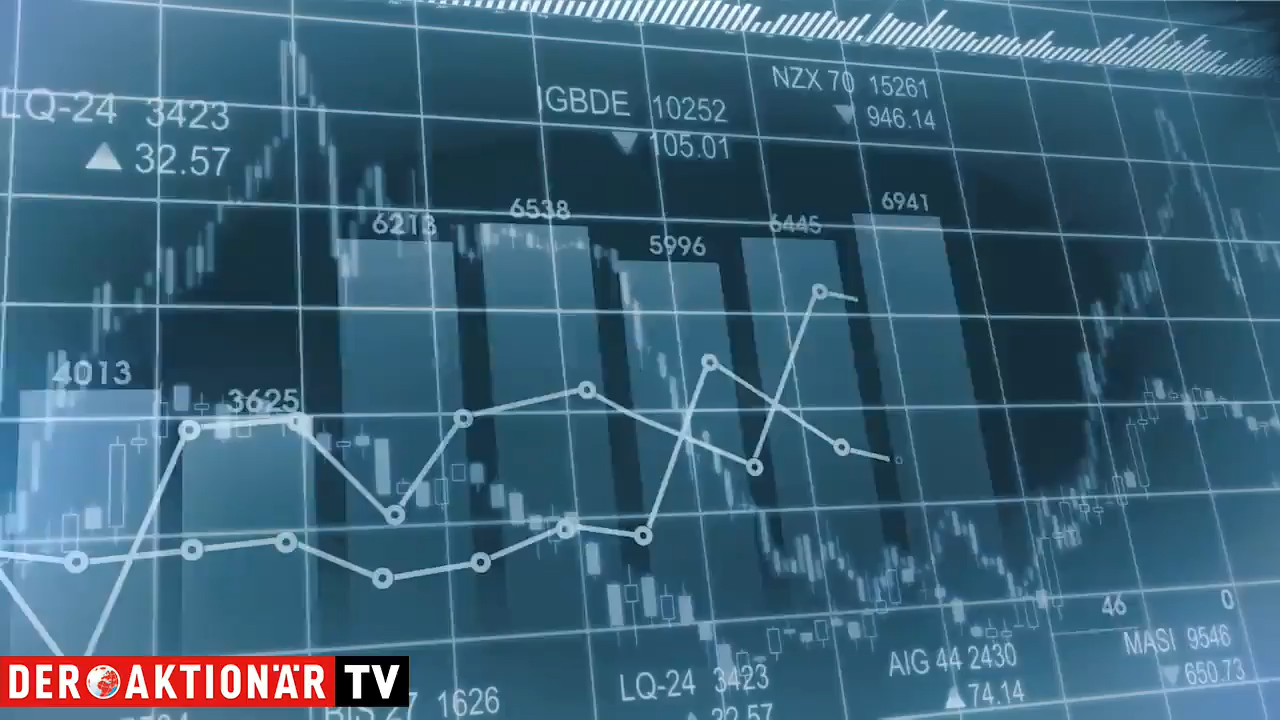 LQ-24 3423
32.57
IGBDE 10252
105.01
NZX 70 15261
946.14
4013
3625
6213
6538
5996
6445
6941
46
0
MASI 9546
650.73
AIG 44 2430
74.14
LQ-24 3423
32.57
1626
DER AKTIONÄR TV